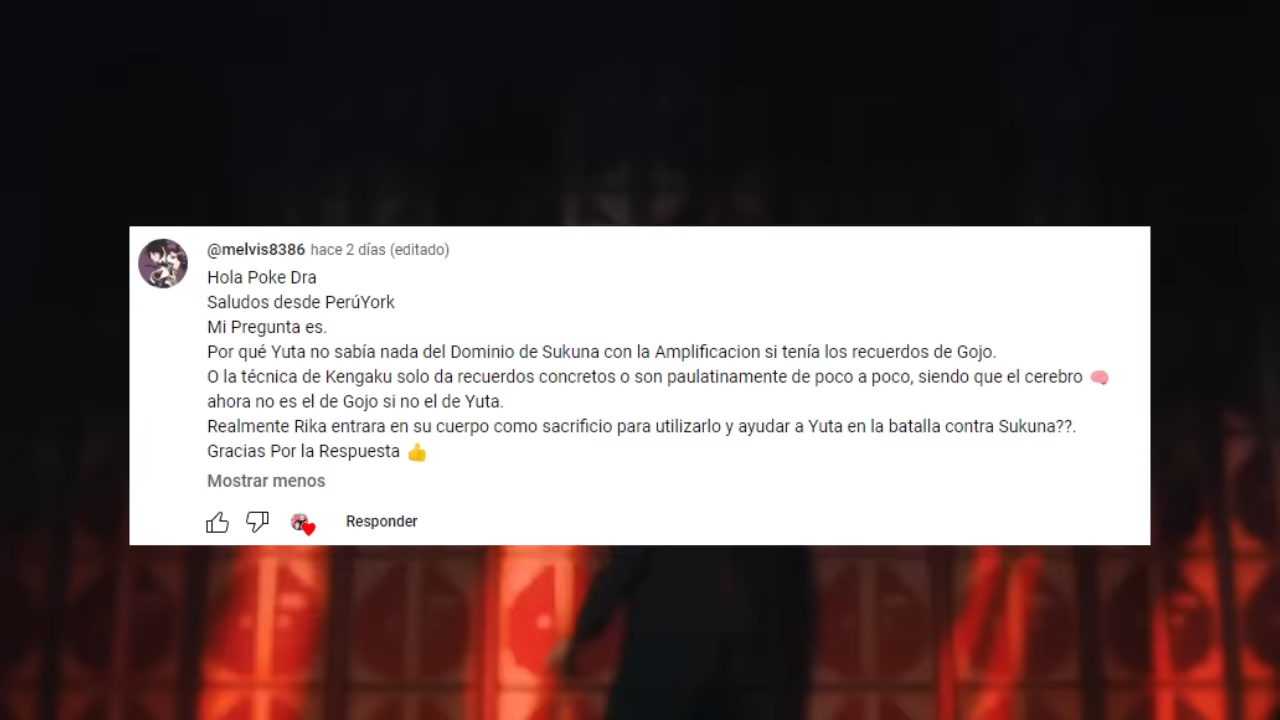 @melvis8386 hace 2 días (editado)
Hola Poke Dra
Saludos desde PerúYork
Mi Pregunta es.
Por qué Yuta no sabía nada del Dominio de Sukuna con la Amplificacion si tenía los recuerdos de Gojo.
O la técnica de Kengaku solo da recuerdos concretos o son paulatinamente de poco a poco, siendo que el cerebro 🧠
ahora no es el de Gojo si no el de Yuta.
Realmente Rika entrara en su cuerpo como sacrificio para utilizarlo y ayudar a Yuta en la batalla contra Sukuna??.
Gracias Por la Respuesta 👍
Mostrar menos
Responder